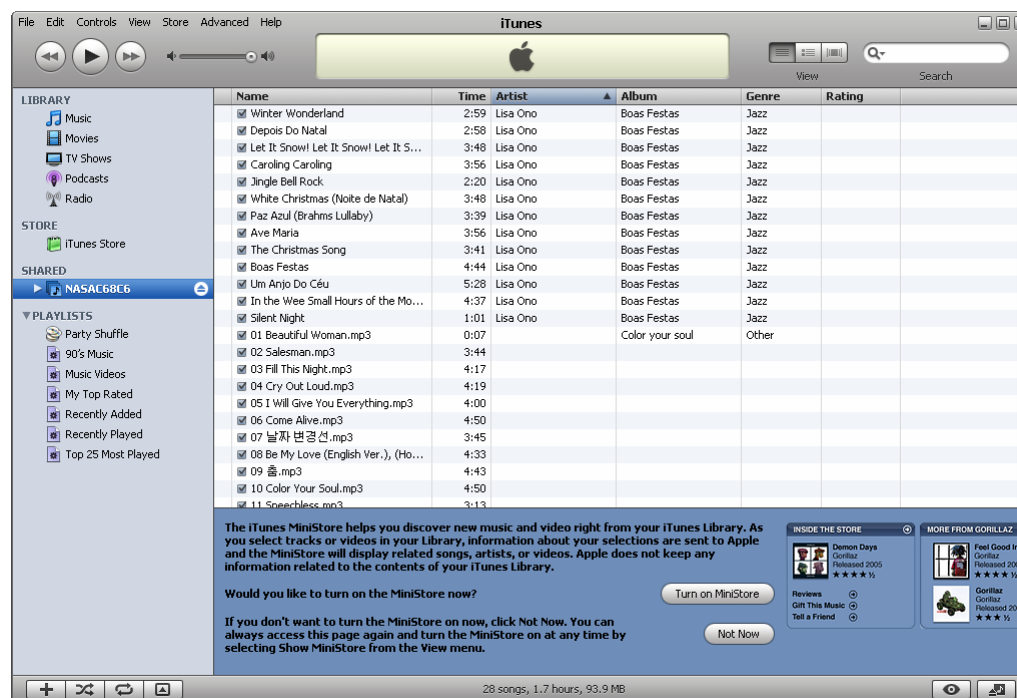 File Edit Controls View Store Advanced Help
iTunes
View
Search
LIBRARY
Music
Movies
TV Shows
Podcasts
Radio
STORE
iTunes Store
SHARED
NASAC68C6
PLAYLISTS
Party Shuffle
90's Music
Music Videos
My Top Rated
Recently Added
Recently Played
Top 25 Most Played
Name Time Artist Album Genre Rating
Winter Wonderland 2:59 Lisa Ono Boas Festas Jazz
Depois Do Natal 2:58 Lisa Ono Boas Festas Jazz
Let It Snow! Let It Snow! Let It S... 3:48 Lisa Ono Boas Festas Jazz
Caroling Caroling 3:56 Lisa Ono Boas Festas Jazz
Jingle Bell Rock 2:20 Lisa Ono Boas Festas Jazz
White Christmas (Noite de Natal) 3:48 Lisa Ono Boas Festas Jazz
Paz Azul (Brahms Lullaby) 3:39 Lisa Ono Boas Festas Jazz
Ave Maria 3:56 Lisa Ono Boas Festas Jazz
The Christmas Song 3:41 Lisa Ono Boas Festas Jazz
Boas Festas 4:44 Lisa Ono Boas Festas Jazz
Um Anjo Do Céu 5:28 Lisa Ono Boas Festas Jazz
In the Wee Small Hours of the Mo... 4:37 Lisa Ono Boas Festas Jazz
Silent Night 1:01 Lisa Ono Boas Festas Jazz
01 Beautiful Woman.mp3 0:07 Color your soul Other
02 Salesman.mp3 3:44
03 Fill This Night.mp3 4:17
04 Cry Out Loud.mp3 4:19
05 I Will Give You Everything.mp3 4:00
06 Come Alive.mp3 4:50
07 날짜 변경선.mp3 3:45
08 Be My Love (English Ver.), (Ho... 4:33
09 춤.mp3 4:43
10 Color Your Soul.mp3 4:50
11 Speechless.mp3 3:13
The iTunes MiniStore helps you discover new music and video right from your iTunes Library. As
you select tracks or videos in your Library, information about your selections are sent to Apple
and the MiniStore will display related songs, artists, or videos. Apple does not keep any
information related to the contents of your iTunes Library.
Would you like to turn on the MiniStore now?
Turn on MiniStore
If you don't want to turn the MiniStore on now, click Not Now. You can
always access this page again and turn the MiniStore on at any time by
selecting Show MiniStore from the View menu.
Not Now
INSIDE THE STORE
Demon Days
Gorillaz
Released 2005
Reviews
Gift This Music
Tell a Friend
MORE FROM GORILLAZ
Feel Good In
Gorillaz
Released 200
Gorillaz
Gorillaz
Released 20
28 songs, 1.7 hours, 93.9 MB